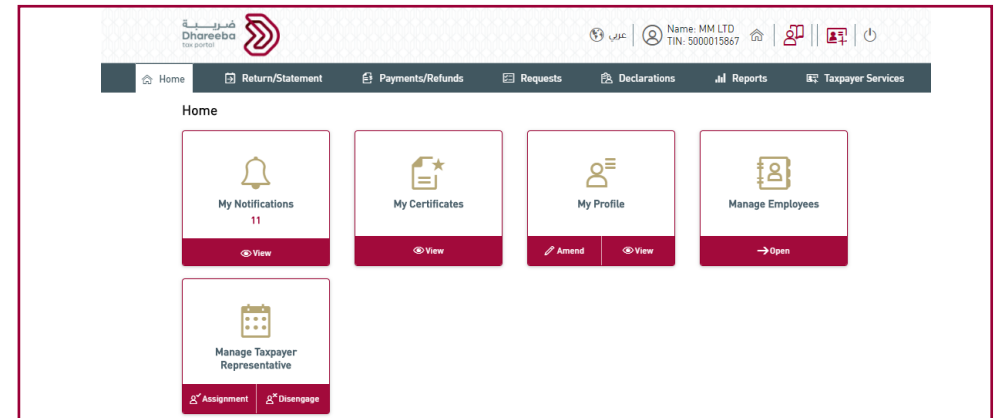 ضريبـــــة
Dhareeba
tax portal
عربي
Name: MM LTD
TIN: 5000015867
Home
Return/Statement
Payments/Refunds
Requests
Declarations
Reports
Taxpayer Services
Home
My Notifications
11
View
My Certificates
View
My Profile
Amend
View
Manage Employees
Open
Manage Taxpayer
Representative
Assignment
Disengage